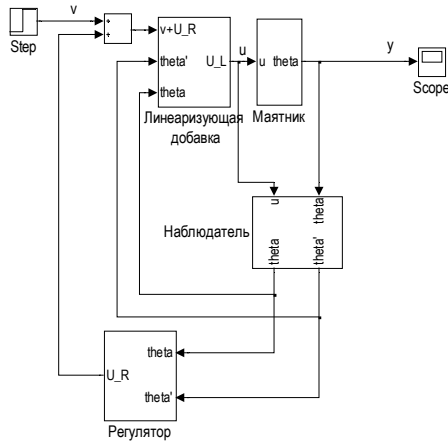 v
u
y
Step
+
+
v+U_R
theta'
theta
U_L
u
theta
Scope
Линеаризующая
добавка
Маятник
u
theta
Наблюдатель
theta
theta'
theta
U_R
theta'
Регулятор